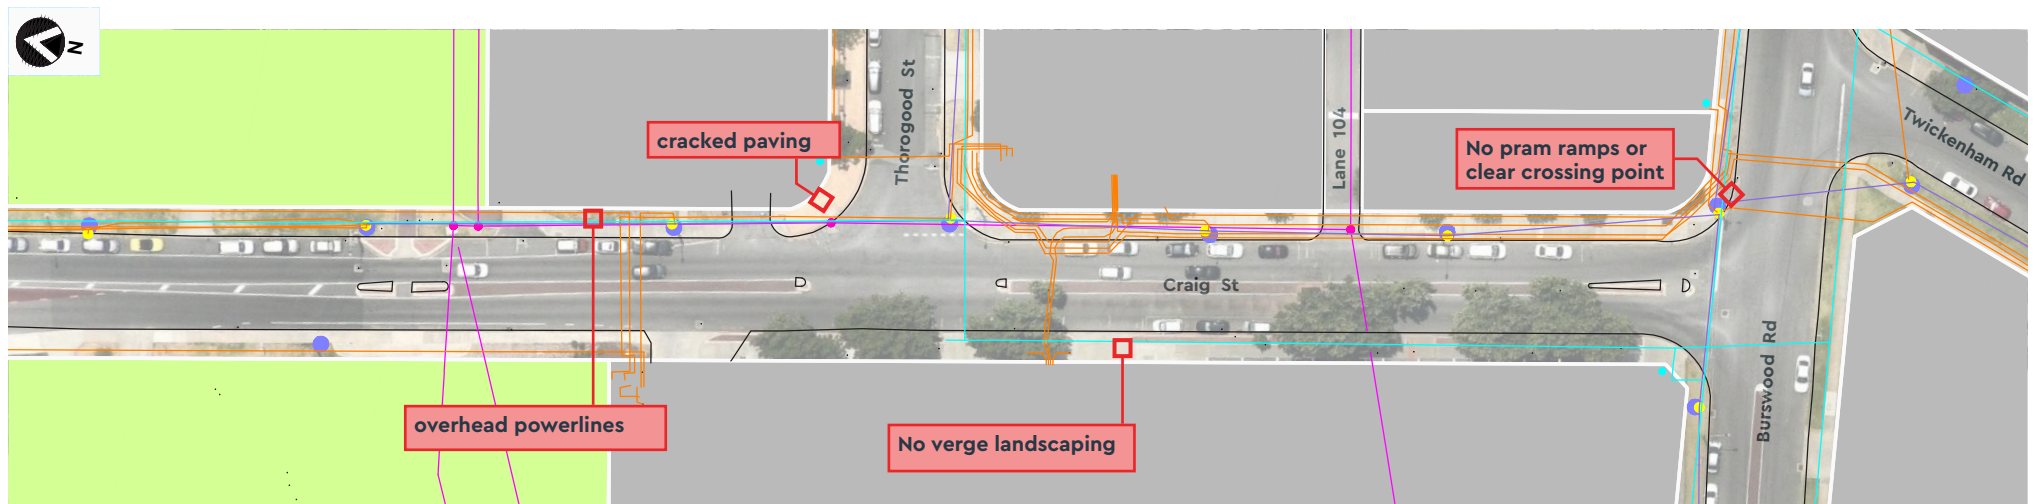 N
Thorogood St
cracked paving
Lane 104
No pram ramps or
clear crossing point
Twickenham Rd
Craig St
Burswood Rd
overhead powerlines
No verge landscaping